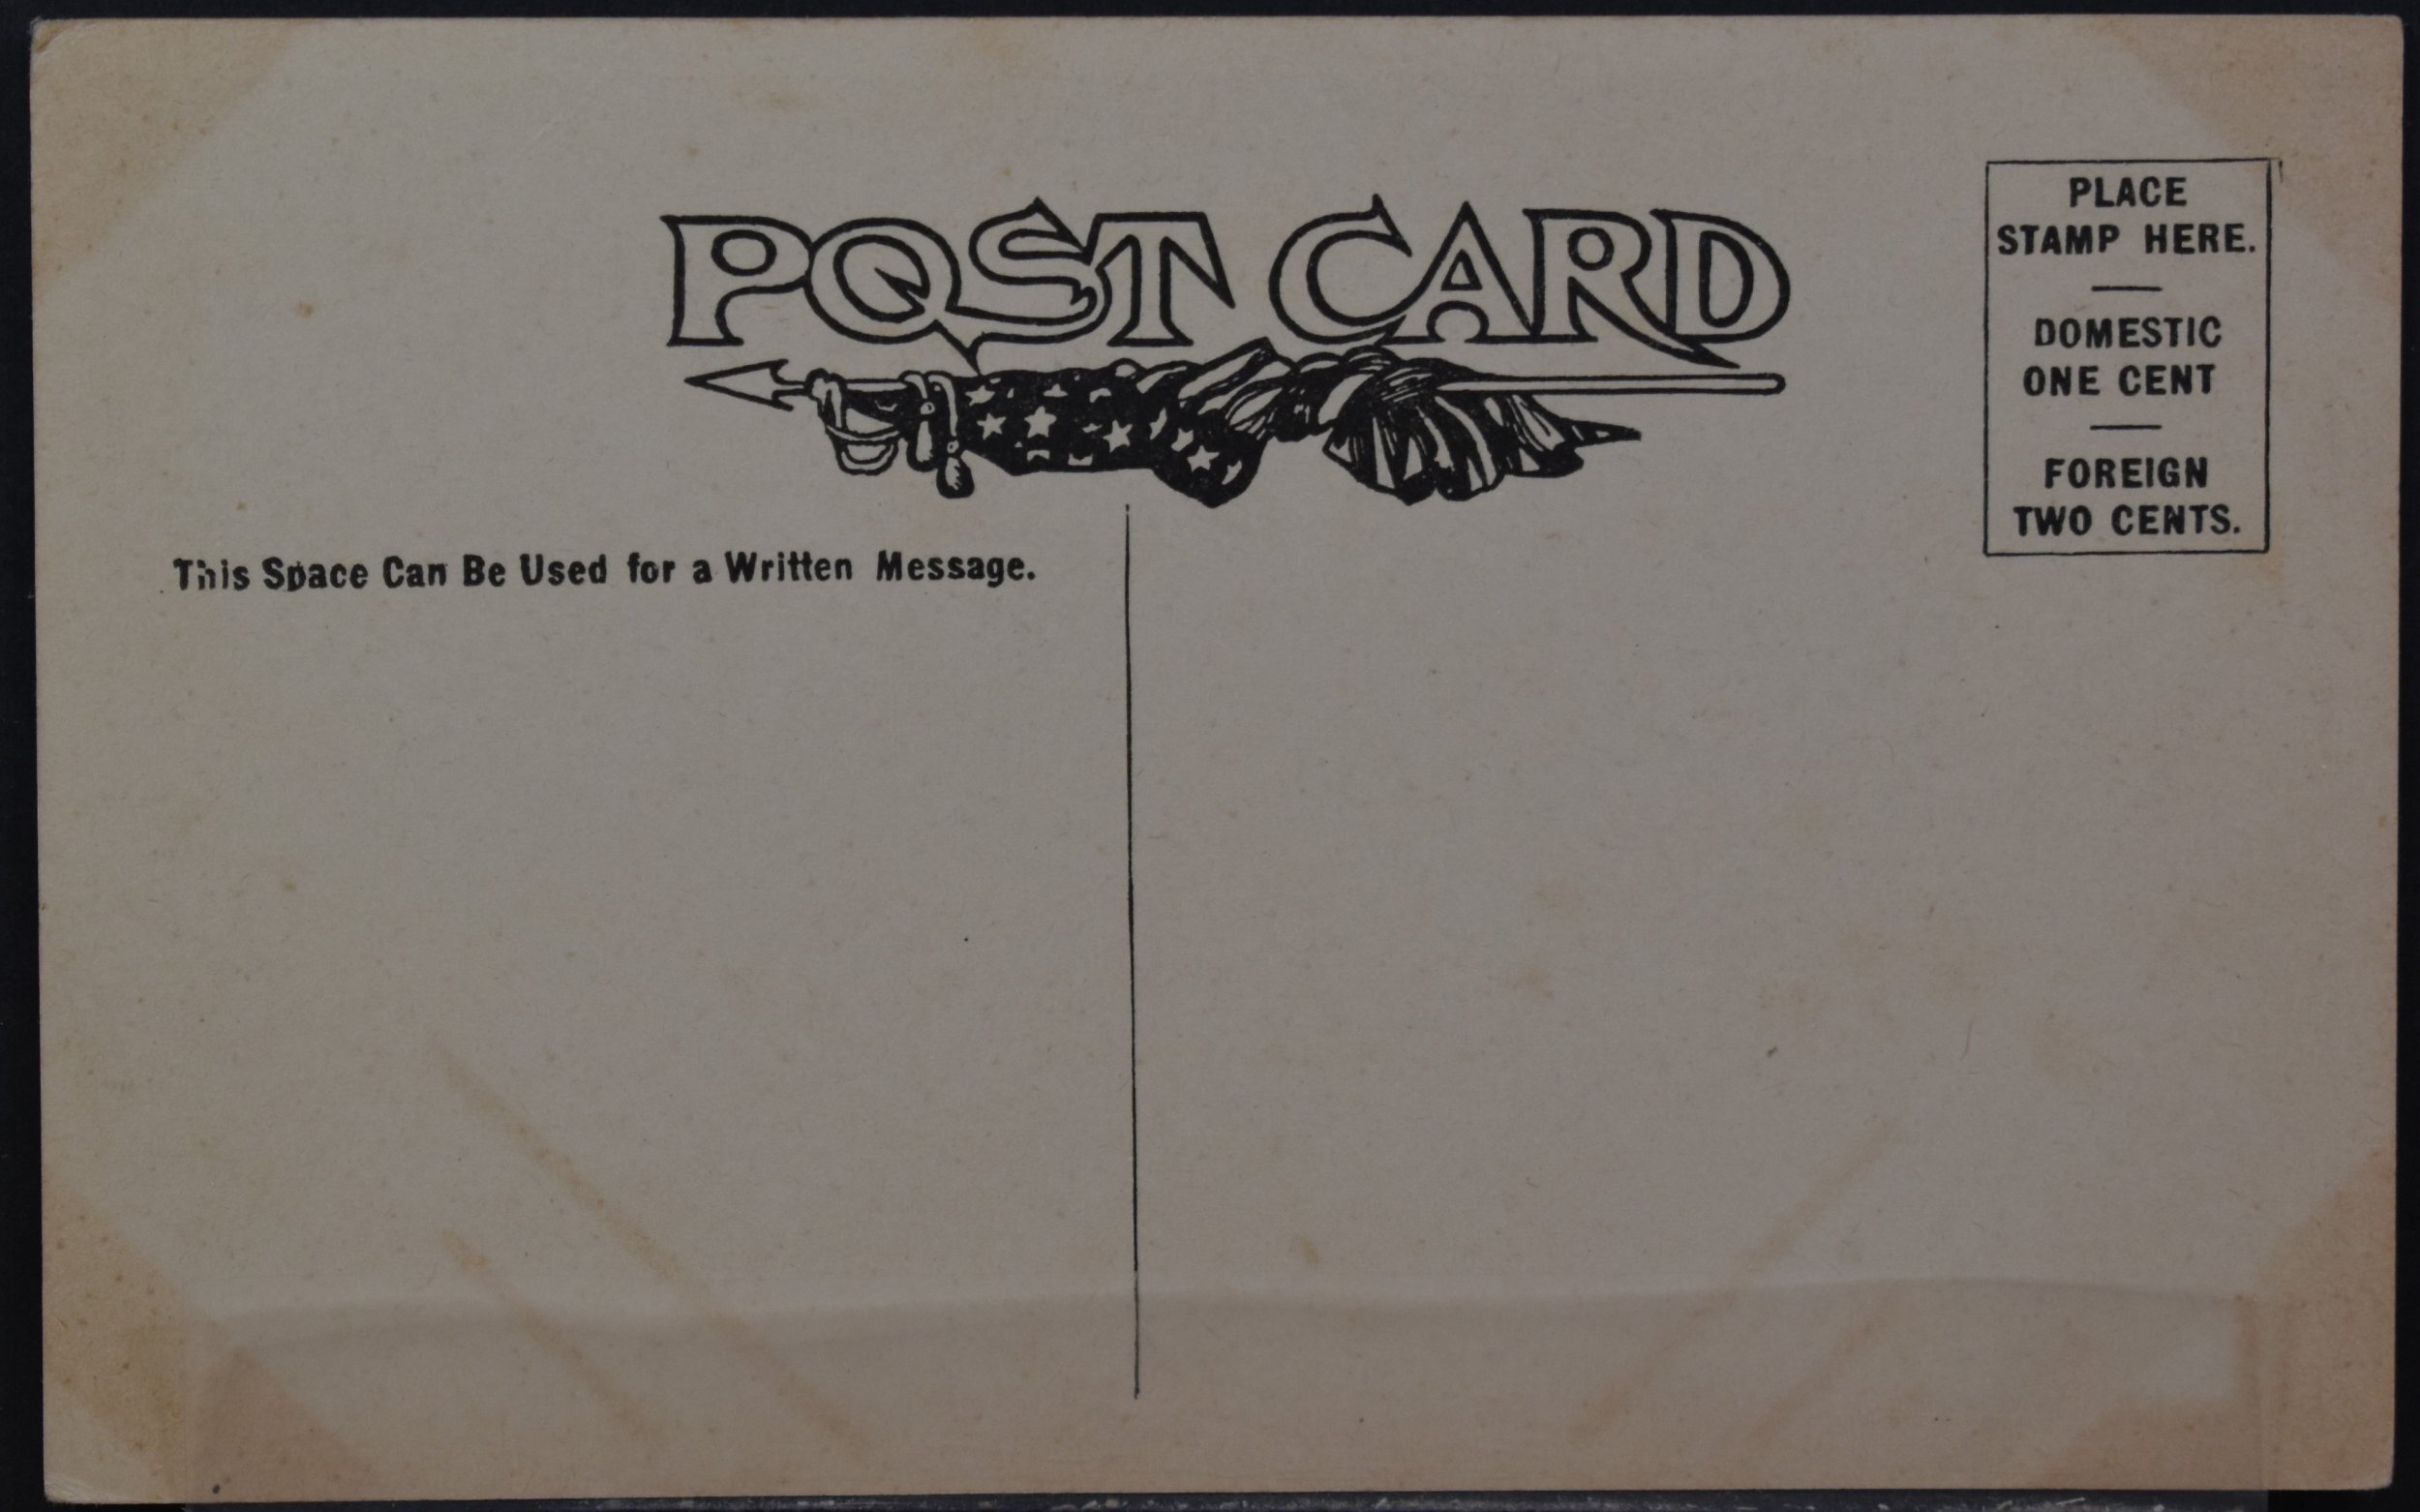 POST CARD
PLACE
STAMP HERE.
DOMESTIC
ONE CENT
FOREIGN
TWO CENTS.
This Space Can Be Used for a Written Message.